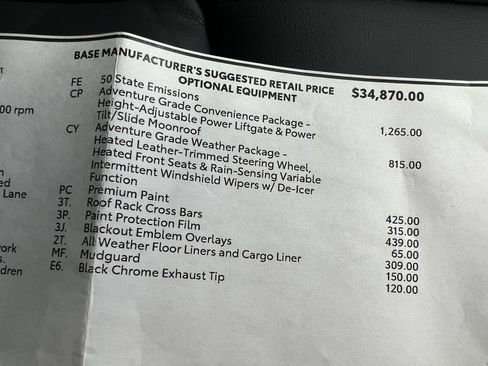 BASE MANUFACTURER'S SUGGESTED RETAIL PRICE $34,870.00
OPTIONAL EQUIPMENT
FE 50 State Emissions
CP Adventure Grade Convenience Package - 1,265.00
Height-Adjustable Power Liftgate & Power
Tilt/Slide Moonroof
CY Adventure Grade Weather Package - 815.00
Heated Leather-Trimmed Steering Wheel,
Heated Front Seats & Rain-Sensing Variable
Intermittent Windshield Wipers w/ De-Icer
Function
PC Premium Paint 425.00
3T. Roof Rack Cross Bars 315.00
3P. Paint Protection Film 439.00
3J. Blackout Emblem Overlays 65.00
2T. All Weather Floor Liners and Cargo Liner 309.00
MF. Mudguard 150.00
E6. Black Chrome Exhaust Tip 120.00
00 rpm
Lane